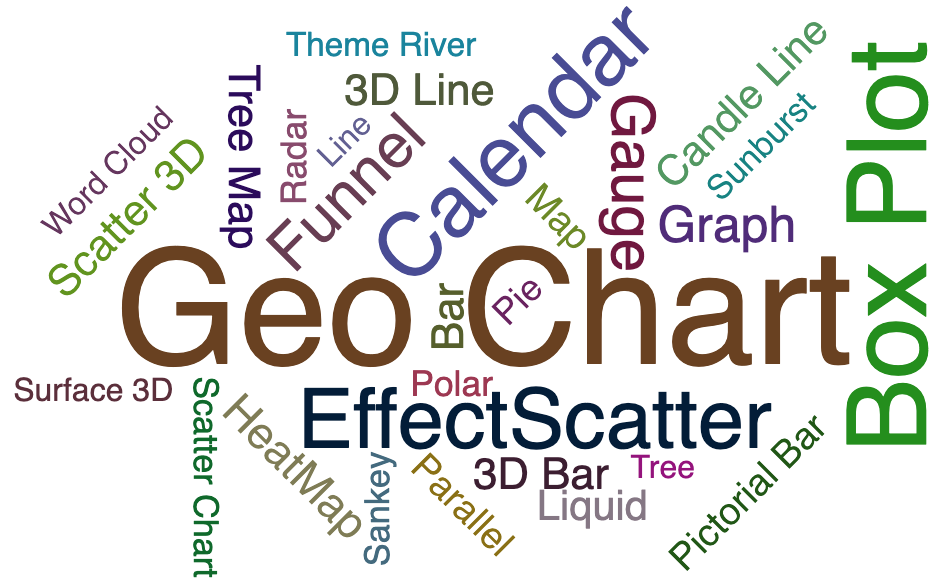 Theme River
Calendar
Candle Line
Box Plot
3D Line
Tree Map
Radar
Line
Funnel
Gauge
Sunburst
Word Cloud
Scatter 3D
Map
Graph
Geo Chart
Bar
Pie
Surface 3D
Polar
EffectScatter
Scatter Chart
HeatMap
Sankey
Parallel
3D Bar
Tree
Liquid
Pictorial Bar